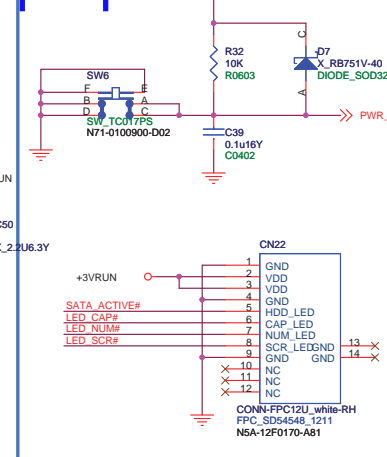 R32
10K
R0603
C
D7
X_RB751V-40
DIODE_SOD32
A
SW6
F
E
B
A
D
C
SW_TC017PS
N71-0100900-D02
PWR_
C39
0.1u16Y
C0402
UN
C50
X_2.2U6.3Y
CN22
+3VRUN
1
GND
2
VDD
3
VDD
4
GND
SATA_ACTIVE#
5
HDD_LED
LED_CAP#
6
CAP_LED
LED_NUM#
7
NUM_LED
LED_SCR#
8
SCR_LED
GND
13
9
GND
GND
14
10
NC
11
NC
12
NC
CONN-FPC12U_white-RH
FPC_SD54548_1211
N5A-12F0170-A81